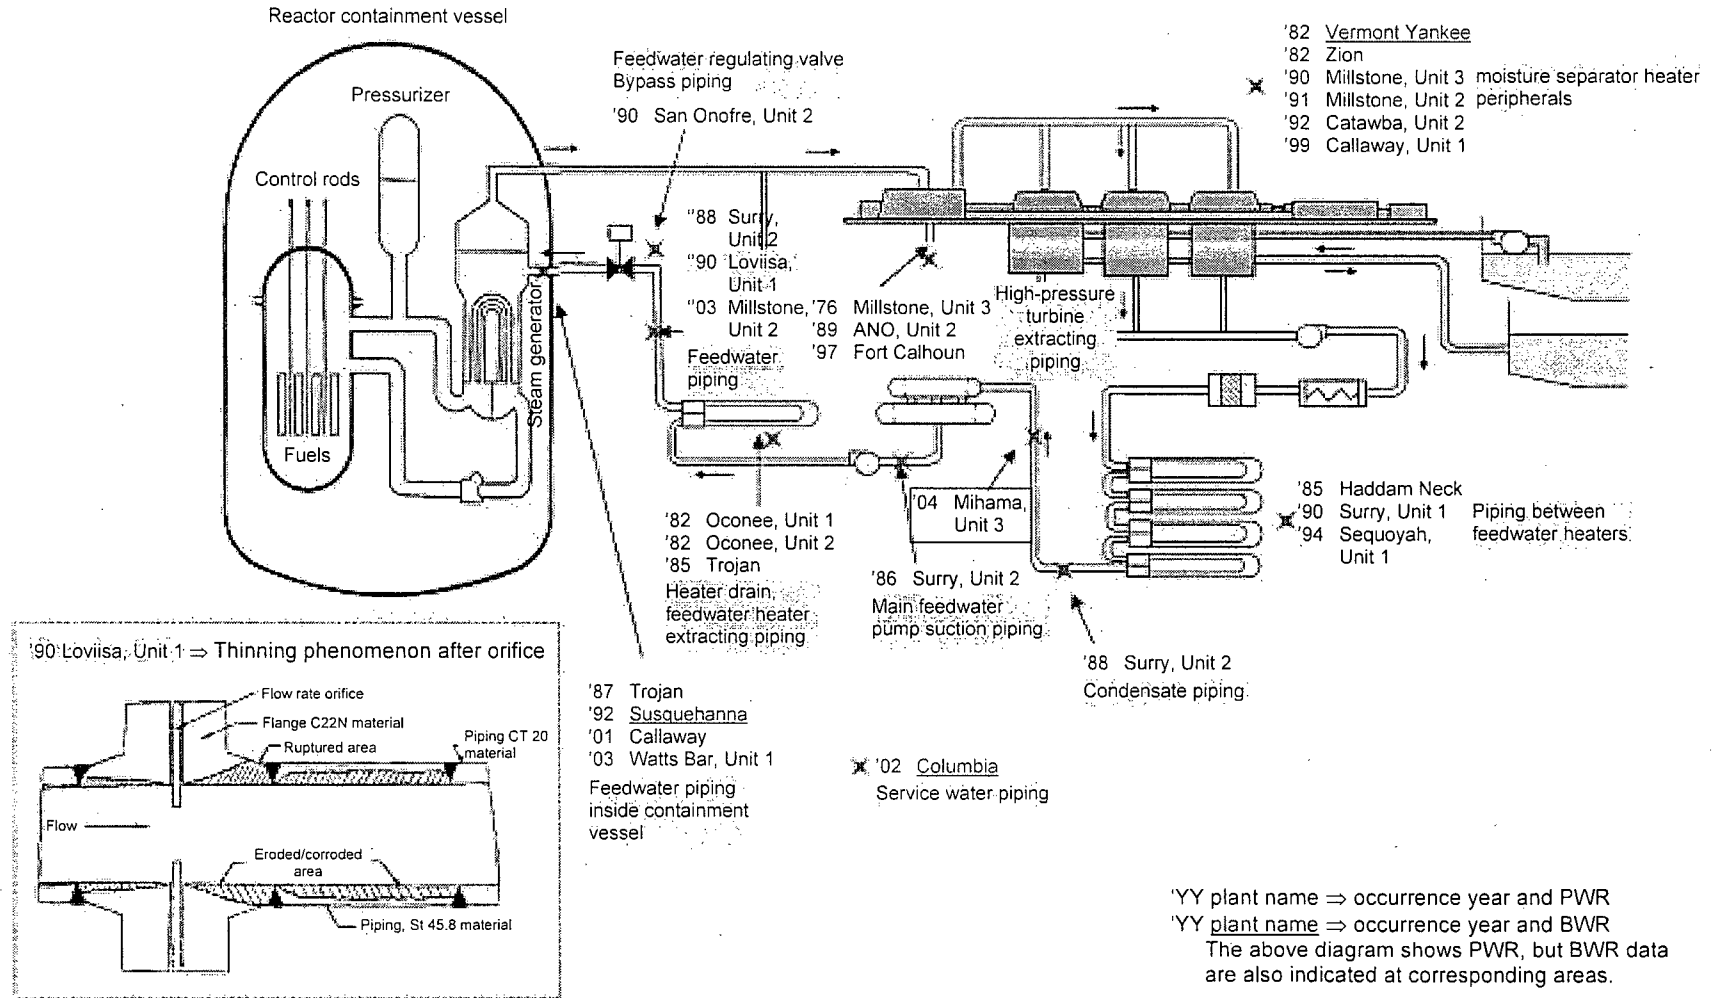 Reactor containment vessel
Pressurizer
Control rods
Fuels
Steam generator
Feedwater regulating valve
Bypass piping
'90 San Onofre, Unit 2
'82 Vermont Yankee
'82 Zion
'90 Millstone, Unit 3 moisture separator heater
'91 Millstone, Unit 2 peripherals
'92 Catawba, Unit 2
'99 Callaway, Unit 1
"88 Surry,
Unit 2
"90 Loviisa,
Unit 1
"03 Millstone,
Unit 2
Feedwater
piping
'76 Millstone, Unit 3
'89 ANO, Unit 2
'97 Fort Calhoun
High-pressure
turbine
extracting
piping
'04 Mihama,
Unit 3
'85 Haddam Neck
'90 Surry, Unit 1 Piping between
'94 Sequoyah, feedwater heaters
Unit 1
'82 Oconee, Unit 1
'82 Oconee, Unit 2
'85 Trojan
Heater drain,
feedwater heater
extracting piping
'86 Surry, Unit 2
Main feedwater
pump suction piping
'88 Surry, Unit 2
Condensate piping
'87 Trojan
'92 Susquehanna
'01 Callaway
'03 Watts Bar, Unit 1
Feedwater piping
inside containment
vessel
'02 Columbia
Service water piping
'90 Loviisa, Unit 1 ⇒ Thinning phenomenon after orifice
Flow rate orifice
Flange C22N material
Ruptured area
Piping CT 20
material
Flow
Eroded/corroded
area
Piping, St 45.8 material
'YY plant name ⇒ occurrence year and PWR
'YY plant name ⇒ occurrence year and BWR
The above diagram shows PWR, but BWR data
are also indicated at corresponding areas.